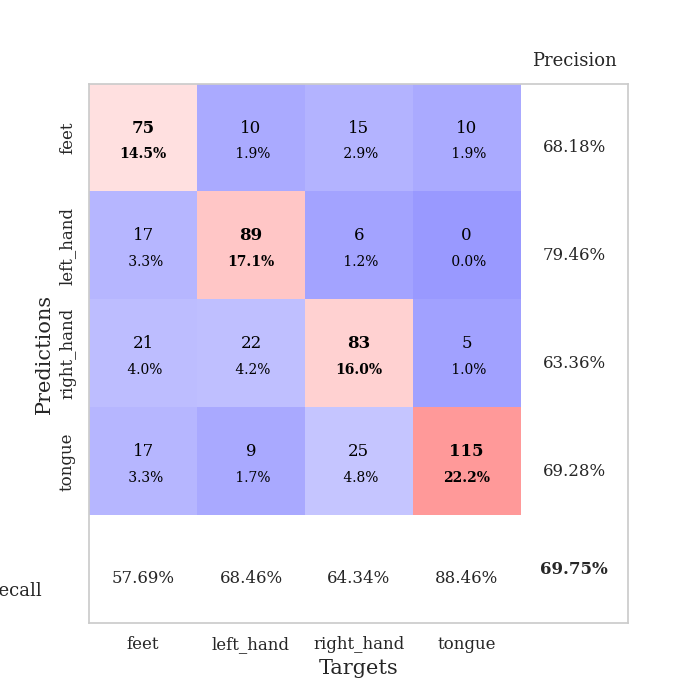 Precision
feet
75 10 15 10 68.18%
14.5% 1.9% 2.9% 1.9%
left_hand
17 89 6 0 79.46%
3.3% 17.1% 1.2% 0.0%
Predictions
right_hand
21 22 83 5 63.36%
4.0% 4.2% 16.0% 1.0%
tongue
17 9 25 115 69.28%
3.3% 1.7% 4.8% 22.2%
ecall 57.69% 68.46% 64.34% 88.46% 69.75%
feet left_hand right_hand tongue
Targets